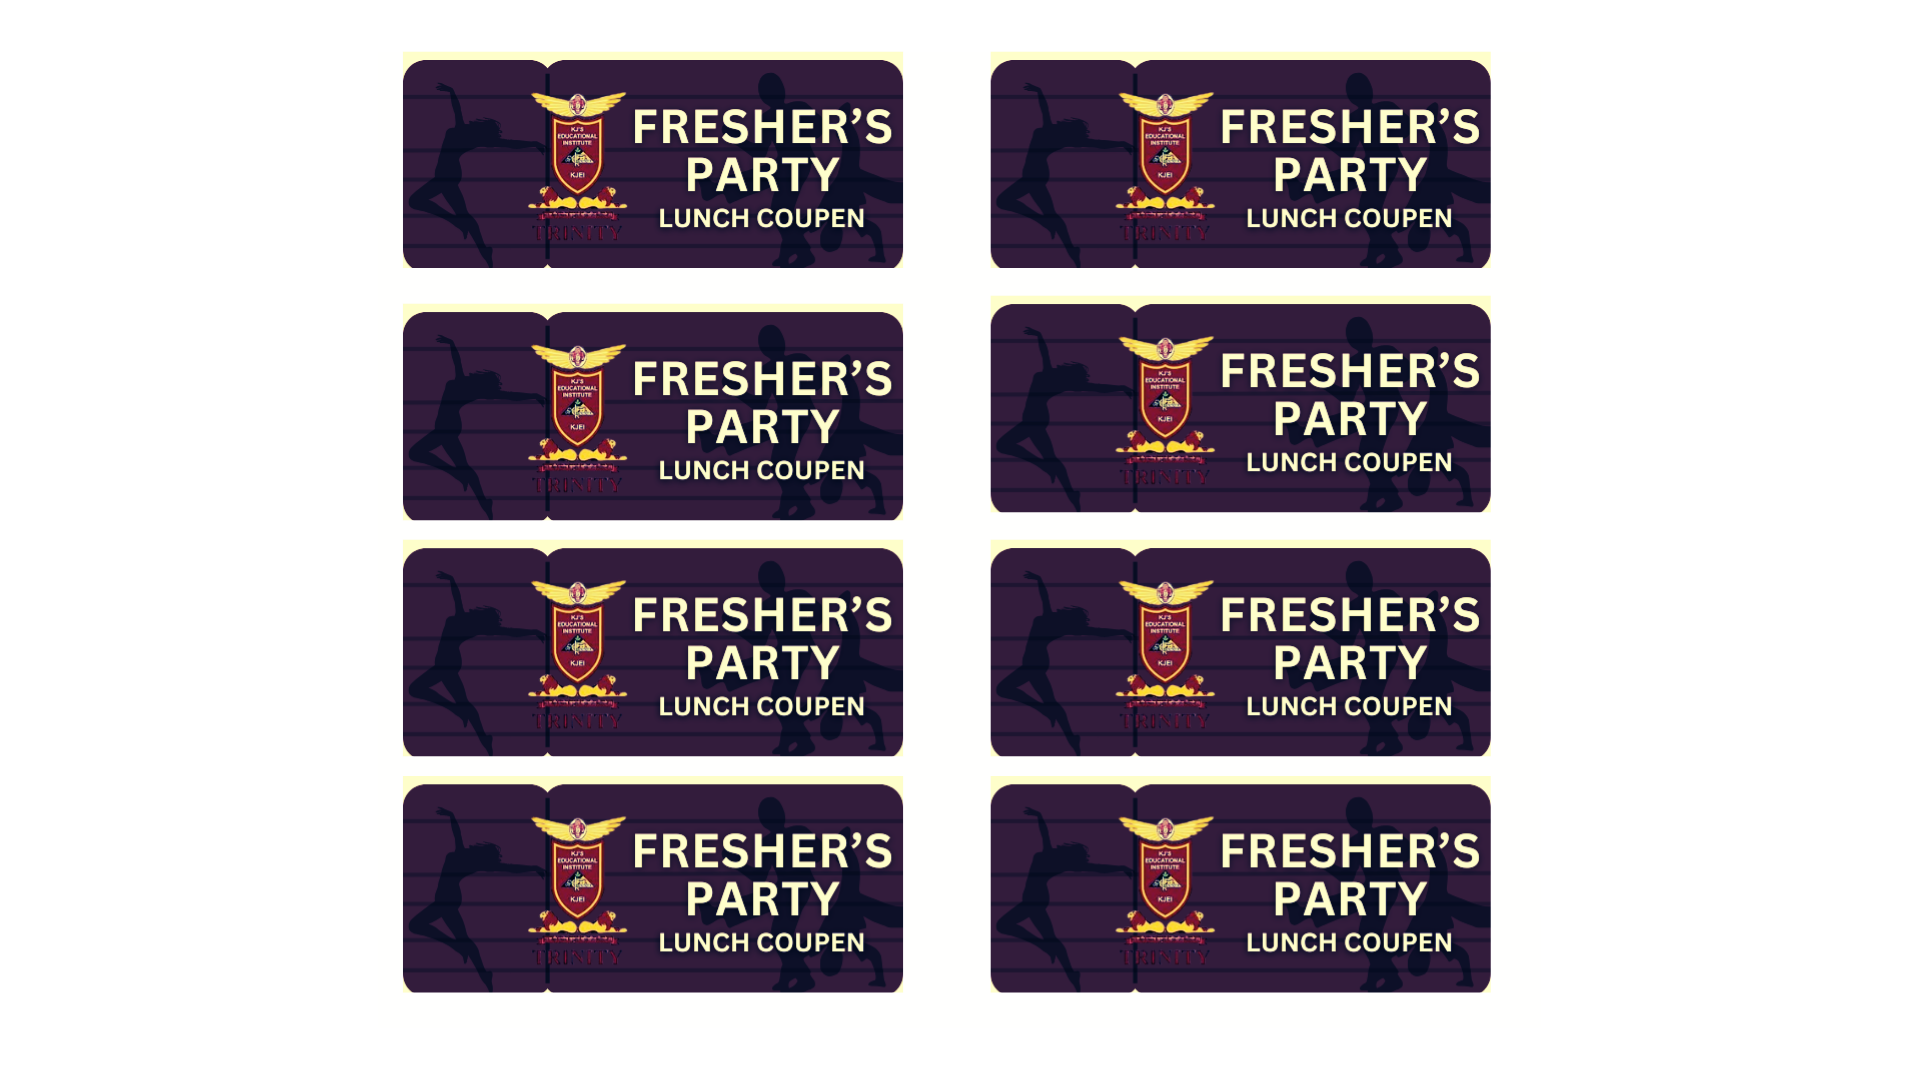 KJ'S
EDUCATIONAL
INSTITUTE
KJEI
TRINITY
FRESHER'S
PARTY
LUNCH COUPEN
KJ'S
EDUCATIONAL
INSTITUTE
KJEI
TRINITY
FRESHER'S
PARTY
LUNCH COUPEN
KJ'S
EDUCATIONAL
INSTITUTE
KJEI
TRINITY
FRESHER'S
PARTY
LUNCH COUPEN
KJ'S
EDUCATIONAL
INSTITUTE
KJEI
TRINITY
FRESHER'S
PARTY
LUNCH COUPEN
KJ'S
EDUCATIONAL
INSTITUTE
KJEI
TRINITY
FRESHER'S
PARTY
LUNCH COUPEN
KJ'S
EDUCATIONAL
INSTITUTE
KJEI
TRINITY
FRESHER'S
PARTY
LUNCH COUPEN
KJ'S
EDUCATIONAL
INSTITUTE
KJEI
TRINITY
FRESHER'S
PARTY
LUNCH COUPEN
KJ'S
EDUCATIONAL
INSTITUTE
KJEI
TRINITY
FRESHER'S
PARTY
LUNCH COUPEN